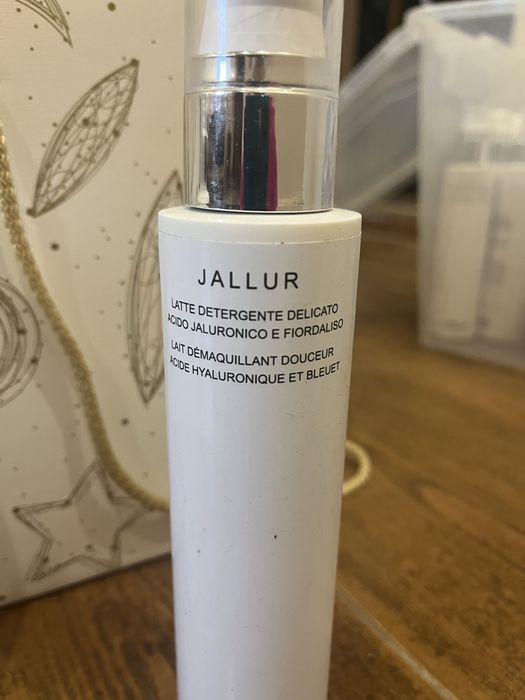 JALLUR
LATTE DETERGENTE DELICATO
ACIDO JALURONICO E FIORDALISO
LAIT DÉMAQUILLANT DOUCEUR
ACIDE HYALURONIQUE ET BLEUET